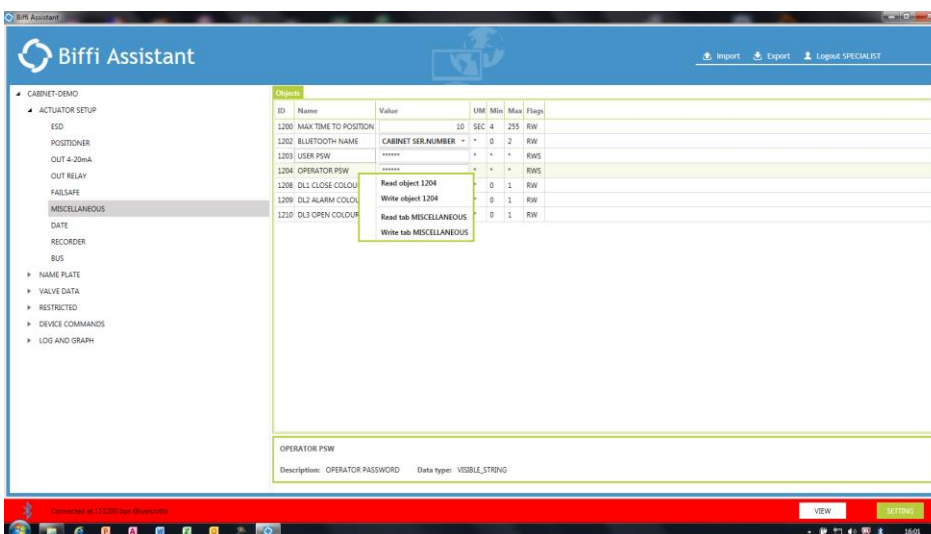 Biffi Assistant
Biffi Assistant
Import Export Logout SPECIALIST
CABINET-DEMO
ACTUATOR SETUP
ESD
POSITIONER
OUT 4-20mA
OUT RELAY
FAILSAFE
MISCELLANEOUS
DATE
RECORDER
BUS
NAME PLATE
VALVE DATA
RESTRICTED
DEVICE COMMANDS
LOG AND GRAPH
Objects
ID Name Value UM Min Max Flags
1200 MAX TIME TO POSITION 10 SEC 4 255 RW
1202 BLUETOOTH NAME CABINET SER.NUMBER * 0 2 RW
1203 USER PSW ****** * * * RWS
1204 OPERATOR PSW ****** * * * RWS
1208 DL1 CLOSE COLOU * 0 1 RW
1209 DL2 ALARM COLOU * 0 1 RW
1210 DL3 OPEN COLOUR * 0 1 RW
Read object 1204
Write object 1204
Read tab MISCELLANEOUS
Write tab MISCELLANEOUS
OPERATOR PSW
Description: OPERATOR PASSWORD Data type: VISIBLE_STRING
Connected at 115200 bps (Bluetooth)
VIEW SETTING
16:01